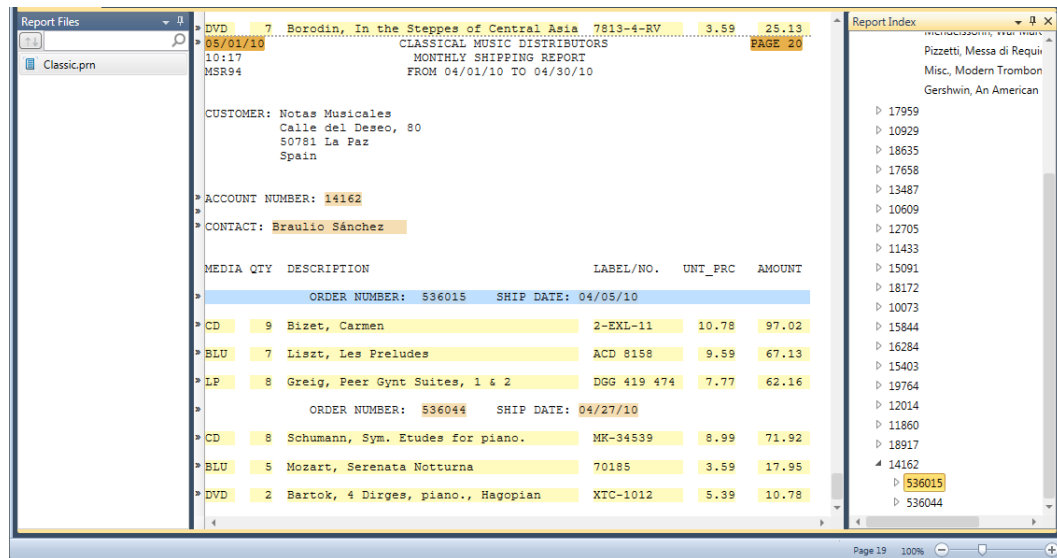 Report Files
Classic.prn
DVD 7 Borodin, In the Steppes of Central Asia 7813-4-RV 3.59 25.13
05/01/10 CLASSICAL MUSIC DISTRIBUTORS PAGE 20
10:17 MONTHLY SHIPPING REPORT
MSR94 FROM 04/01/10 TO 04/30/10
CUSTOMER: Notas Musicales
Calle del Deseo, 80
50781 La Paz
Spain
ACCOUNT NUMBER: 14162
CONTACT: Braulio Sánchez
MEDIA QTY DESCRIPTION LABEL/NO. UNT_PRC AMOUNT
ORDER NUMBER: 536015 SHIP DATE: 04/05/10
CD 9 Bizet, Carmen 2-EXL-11 10.78 97.02
BLU 7 Liszt, Les Preludes ACD 8158 9.59 67.13
LP 8 Greig, Peer Gynt Suites, 1 & 2 DGG 419 474 7.77 62.16
ORDER NUMBER: 536044 SHIP DATE: 04/27/10
CD 8 Schumann, Sym. Etudes for piano. MK-34539 8.99 71.92
BLU 5 Mozart, Serenata Notturna 70185 3.59 17.95
DVD 2 Bartok, 4 Dirges, piano., Hagopian XTC-1012 5.39 10.78
Report Index
Pizzetti, Messa di Requi
Misc., Modern Trombon
Gershwin, An American
17959
10929
18635
17658
13487
10609
12705
11433
15091
18172
10073
15844
16284
15403
19764
12014
11860
18917
14162
536015
536044
Page 19 100%